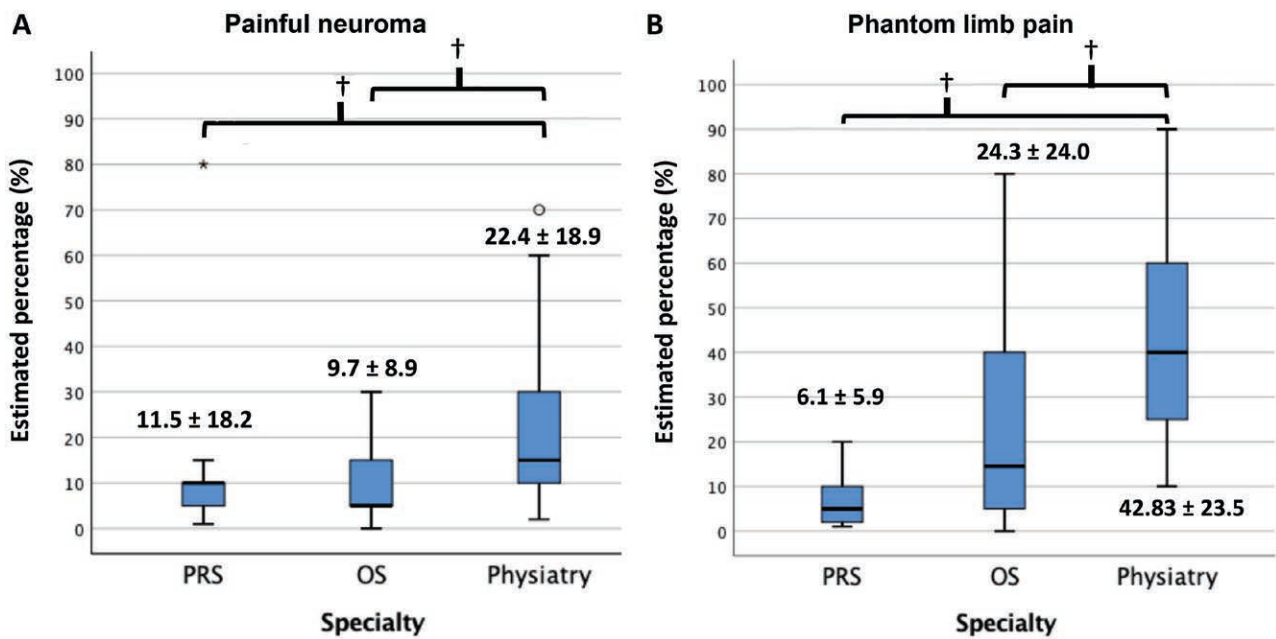 A
Painful neuroma
†
†
Estimated percentage (%)
100
90
80
70
60
50
40
30
20
10
0
*
22.4 ± 18.9
9.7 ± 8.9
11.5 ± 18.2
PRS
OS
Physiatry
Specialty
B
Phantom limb pain
†
†
Estimated percentage (%)
100
90
80
70
60
50
40
30
20
10
0
24.3 ± 24.0
6.1 ± 5.9
42.83 ± 23.5
PRS
OS
Physiatry
Specialty